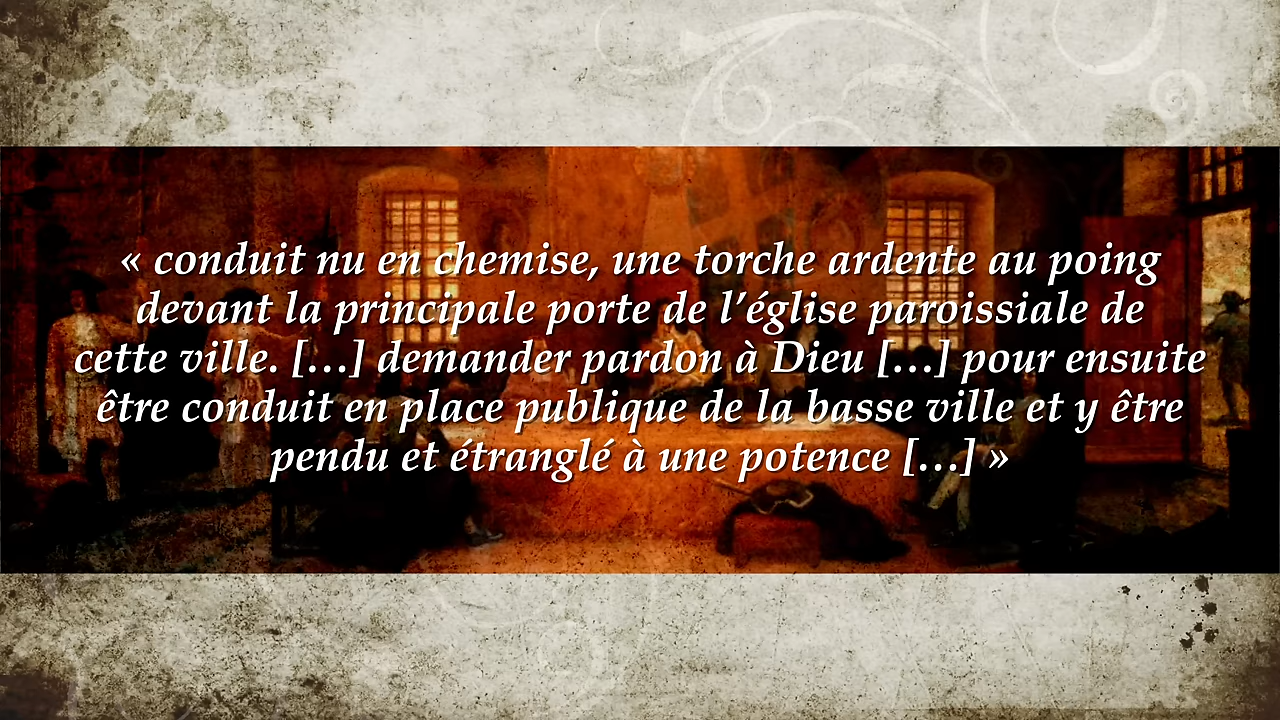 « conduit nu en chemise, une torche ardente au poing
devant la principale porte de l’église paroissiale de
cette ville. […] demander pardon à Dieu […] pour ensuite
être conduit en place publique de la basse ville et y être
pendu et étranglé à une potence […] »